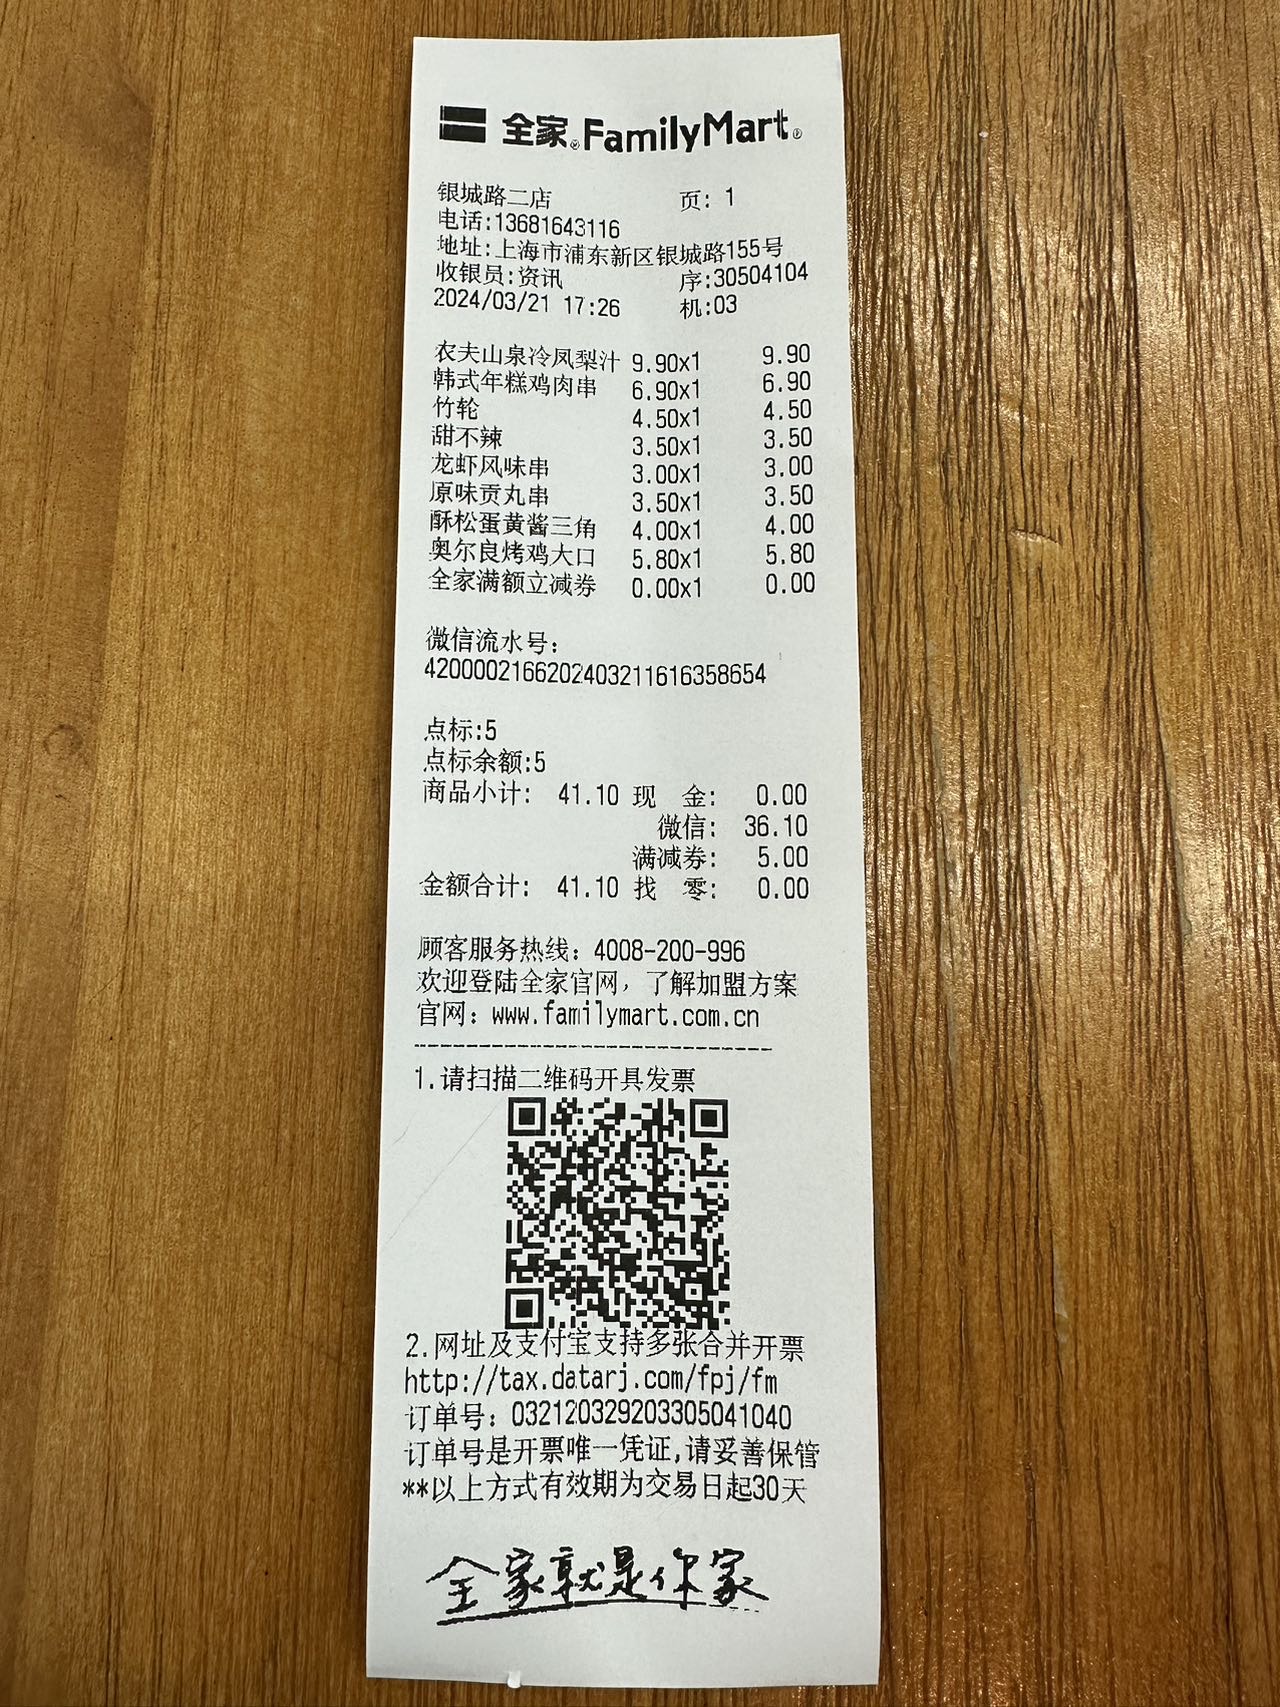 全家 FamilyMart
银城路二店 页: 1
电话:13681643116
地址:上海市浦东新区银城路155号
收银员:资讯 序:30504104
2024/03/21 17:26 机:03
农夫山泉冷凤梨汁 9.90x1 9.90
韩式年糕鸡肉串 6.90x1 6.90
竹轮 4.50x1 4.50
甜不辣 3.50x1 3.50
龙虾风味串 3.00x1 3.00
原味贡丸串 3.50x1 3.50
酥松蛋黄酱三角 4.00x1 4.00
奥尔良烤鸡大口 5.80x1 5.80
全家满额立减券 0.00x1 0.00
微信流水号:
4200002166202403211616358654
点标:5
点标余额:5
商品小计: 41.10 现 金: 0.00
微信: 36.10
满减券: 5.00
金额合计: 41.10 找 零: 0.00
顾客服务热线: 4008-200-996
欢迎登陆全家官网, 了解加盟方案
官网: www.familymart.com.cn
1.请扫描二维码开具发票
2.网址及支付宝支持多张合并开票
http://tax.datarj.com/fpj/fm
订单号: 032120329203305041040
订单号是开票唯一凭证,请妥善保管
**以上方式有效期为交易日起30天
全家就是你家